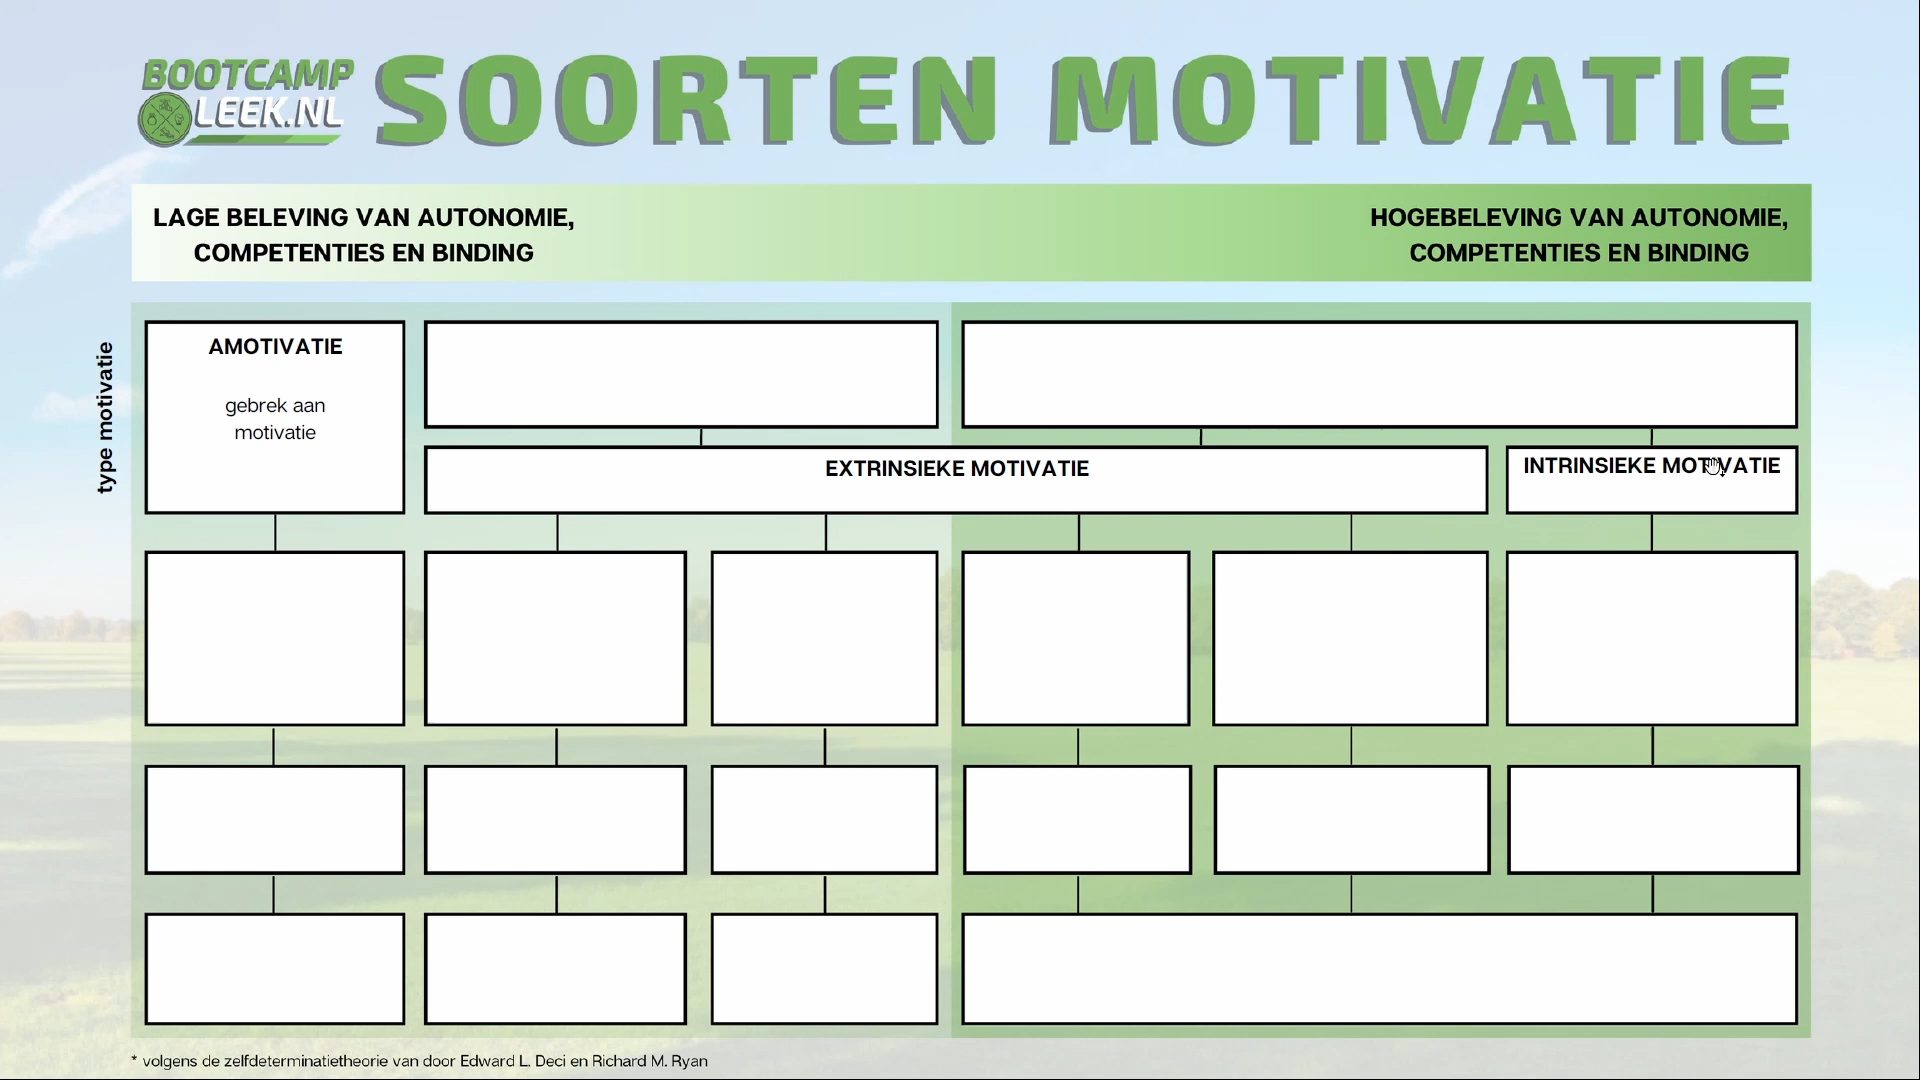 BOOTCAMP
LEEK.NL
SOORTEN MOTIVATIE
LAGE BELEVING VAN AUTONOMIE,
COMPETENTIES EN BINDING
HOGEBELEVING VAN AUTONOMIE,
COMPETENTIES EN BINDING
type motivatie
AMOTIVATIE
gebrek aan
motivatie
EXTRINSIEKE MOTIVATIE
INTRINSIEKE MOTIVATIE
* volgens de zelfdeterminatietheorie van door Edward L. Deci en Richard M. Ryan